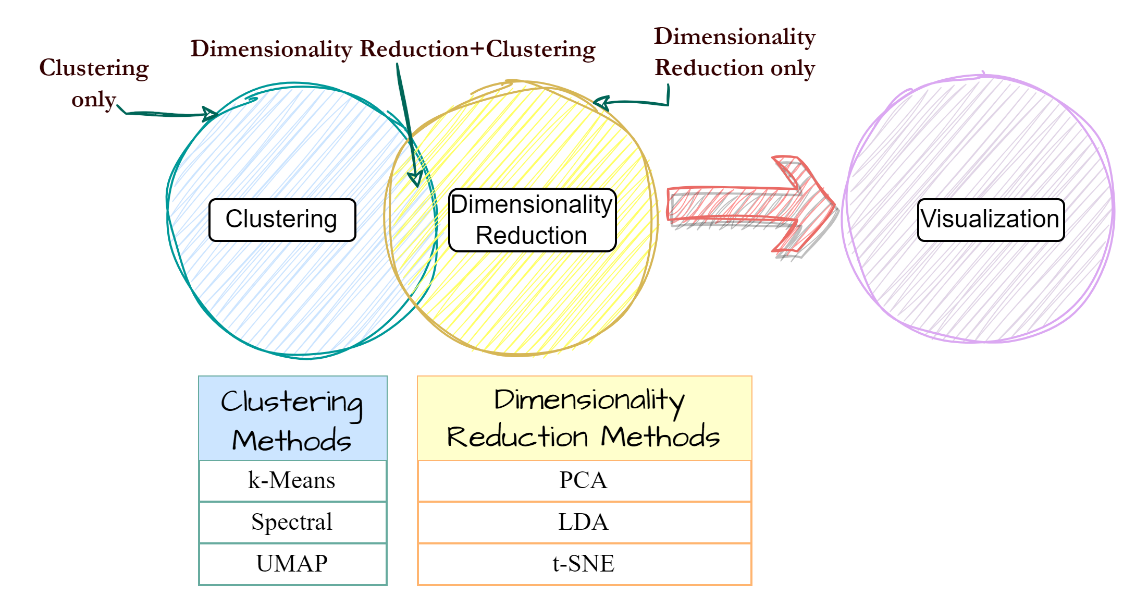 Clustering
only
Dimensionality Reduction+Clustering
Dimensionality
Reduction only
Clustering
Dimensionality
Reduction
Visualization
Clustering
Methods
k-Means
Spectral
UMAP
Dimensionality
Reduction Methods
PCA
LDA
t-SNE